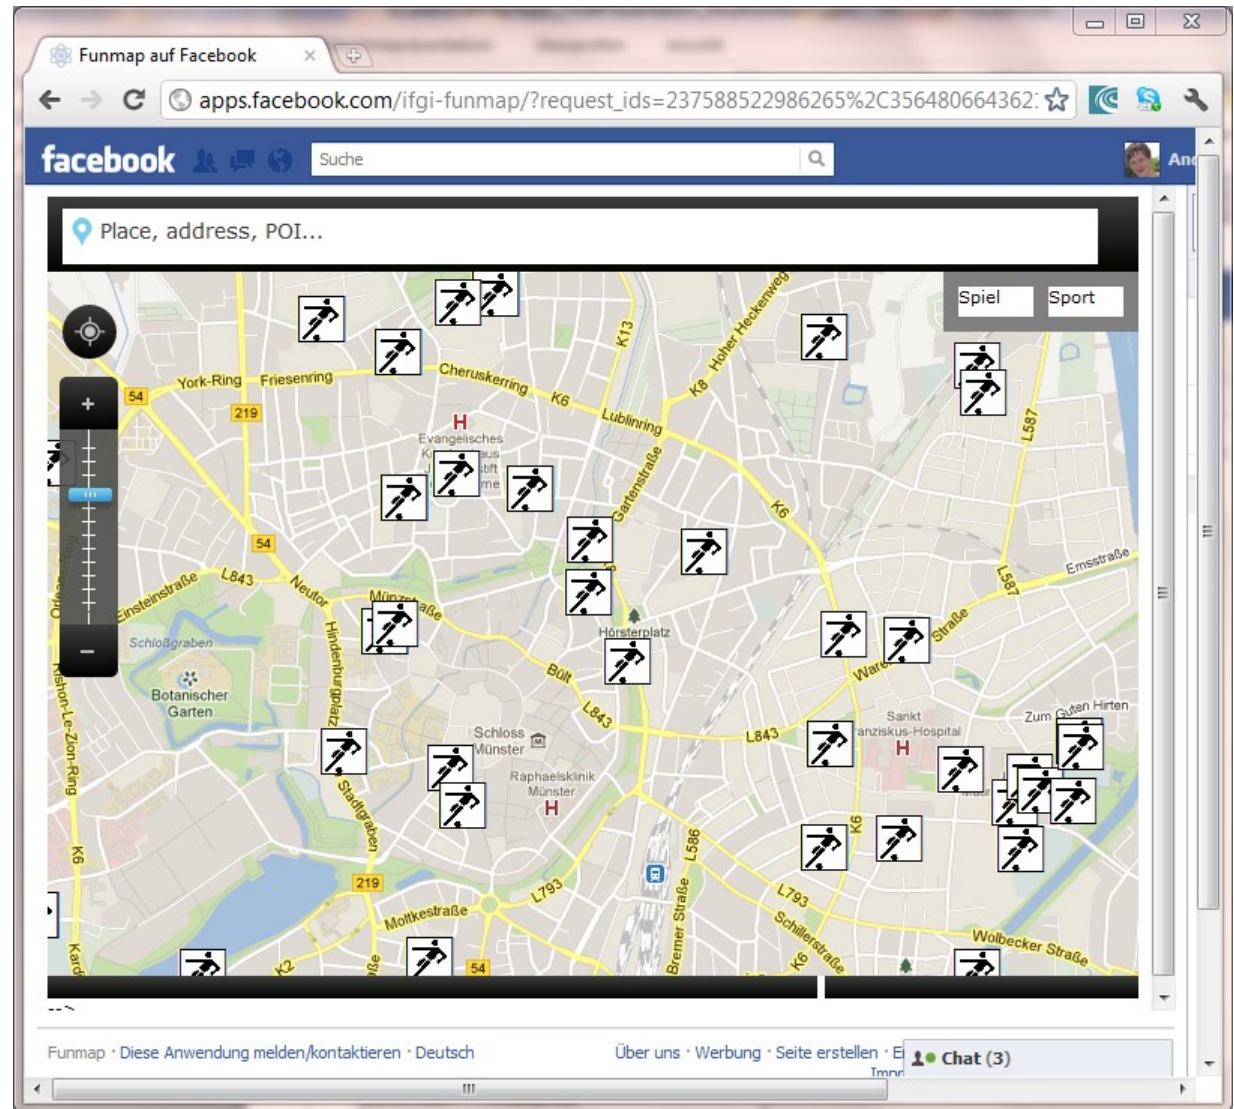 Funmap auf Facebook
apps.facebook.com/ifgi-funmap/?request_ids=237588522986265%2C356480664362
facebook
Suche
Place, address, POI...
Spiel
Sport
K13
Hoher Heckenweg
K8
York-Ring
Friesenring
Cheruskerring
K6
Lublinring
54
219
L587
H
Evangelisches
Gartenstraße
K6
54
L843
Neutor
Einsteinstraße
Schloßgraben
Hindenburgplatz
Botanischer
Garten
Hörsterplatz
Bült
L843
L587
Emsstraße
Straße
Sankt
H
Zum Guten Hirten
L843
Schloss
Münster
Raphaelsklinik
Münster
H
Stadtgraben
K6
K6
L586
219
Moltkestraße
L793
L793
Schillerstraße
K6
Wolbecker Straße
Bremer Straße
K2
54
-->
Funmap · Diese Anwendung melden/kontaktieren · Deutsch
Über uns · Werbung · Seite erstellen ·
Chat (3)